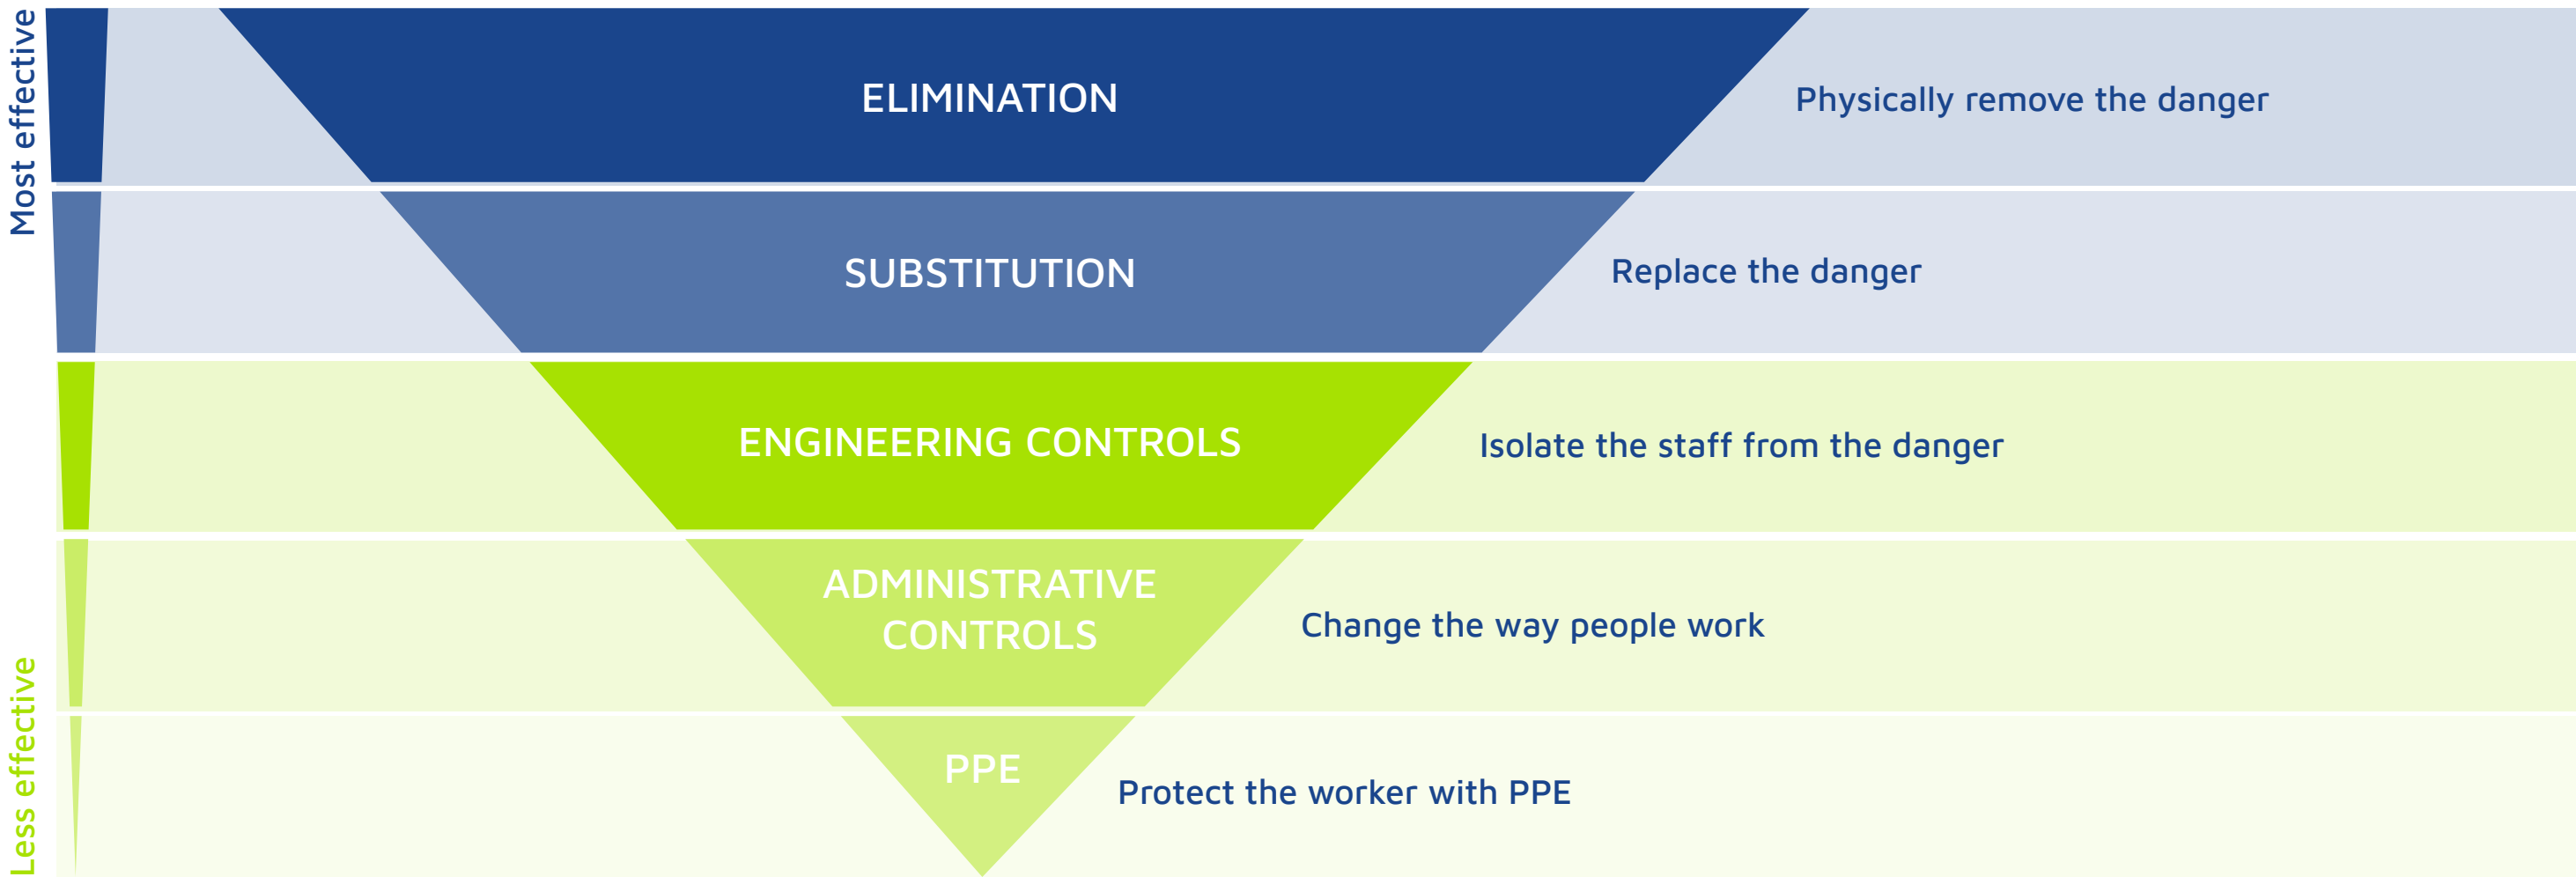 Most effective
ELIMINATION
Physically remove the danger
SUBSTITUTION
Replace the danger
ENGINEERING CONTROLS
Isolate the staff from the danger
ADMINISTRATIVE
CONTROLS
Change the way people work
Less effective
PPE
Protect the worker with PPE